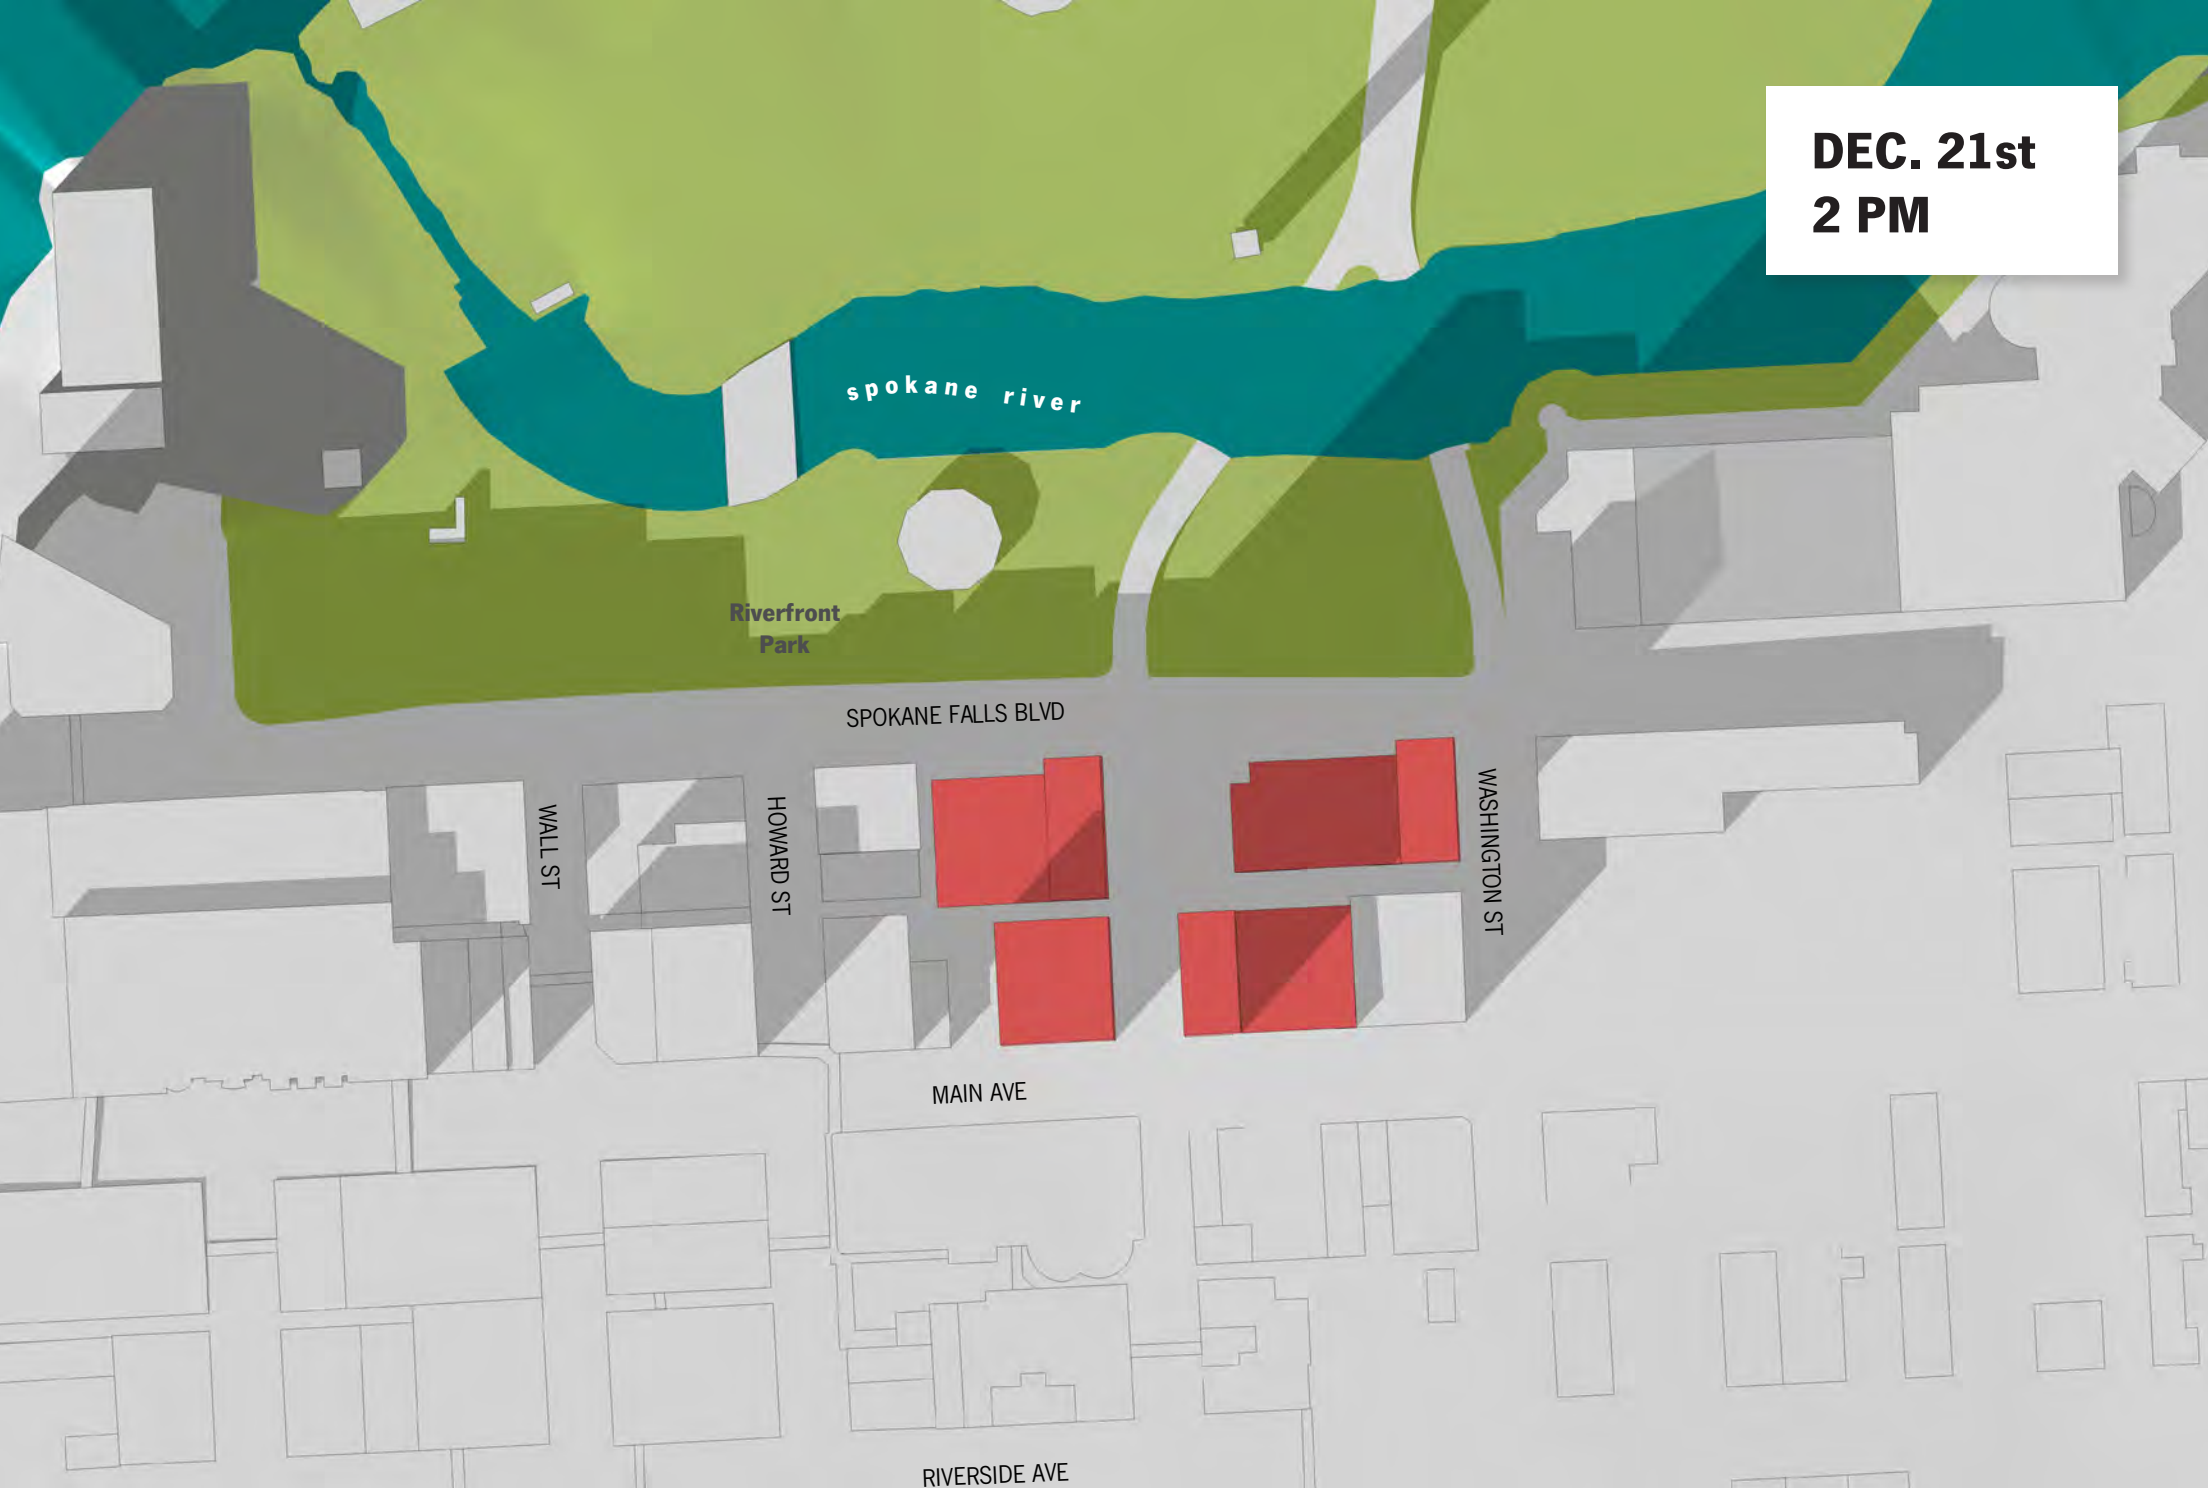 DEC. 21st
2 PM
spokane river
Riverfront
Park
SPOKANE FALLS BLVD
WALL ST
HOWARD ST
WASHINGTON ST
MAIN AVE
RIVERSIDE AVE